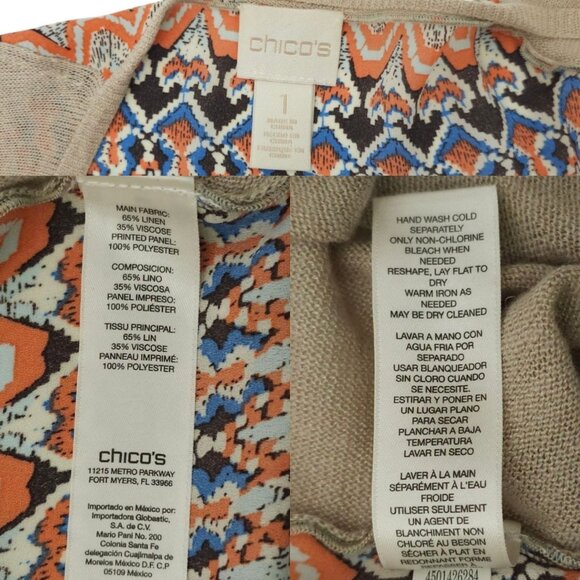 chico's
1
MAIN FABRIC:
65% LINEN
35% VISCOSE
PRINTED PANEL:
100% POLYESTER
COMPOSICION:
65% LINO
35% VISCOSA
PANEL IMPRESO:
100% POLIÉSTER
TISSU PRINCIPAL:
65% LIN
35% VISCOSE
PANNEAU IMPRIMÉ:
100% POLYESTER
chico's
11215 METRO PARKWAY
FORT MYERS, FL 33966
Importado en México por:
Importadora Globastic,
S.A. de C.V.
Mario Pani No. 200
Colonia Santa Fe
delegación Cuajimalpa de
Morelos México D.F. C.P
05109 México
HAND WASH COLD
SEPARATELY
ONLY NON-CHLORINE
BLEACH WHEN
NEEDED
RESHAPE, LAY FLAT TO
DRY
WARM IRON AS
NEEDED
MAY BE DRY CLEANED
LAVAR A MANO CON
AGUA FRIA POR
SEPARADO
USAR BLANQUEADOR
SIN CLORO CUANDO
SE NECESITE.
ESTIRAR Y PONER EN
UN LUGAR PLANO
PARA SECAR
PLANCHAR A BAJA
TEMPERATURA
LAVAR EN SECO
LAVER À LA MAIN
SÉPARÉMENT À L'EAU
FROIDE
UTILISER SEULEMENT
UN AGENT DE
BLANCHIMENT NON
CHLORÉ AU BESOIN
SÉCHER À PLAT EN
REDONNANT FORME
4501426284